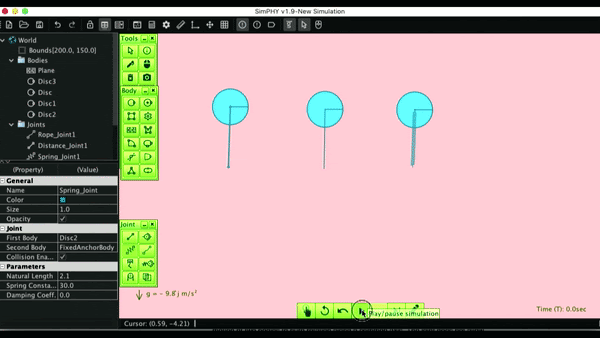 SimPHY v1.9-New Simulation
World
Bounds[200.0, 150.0]
Bodies
Plane
Disc3
Disc
Disc1
Disc2
Joints
Rope_Joint1
Distance_Joint1
Spring_Joint1
(Property) (Value)
General
Name Spring_Joint
Color
Size 1.0
Opacity
Joint
First Body Disc2
Second Body FixedAnchorBody
Collision Ena...
Parameters
Natural Length 2.1
Spring Consta... 30.0
Damping Coeff. 0.0
Tools
Body
Joint
g = - 9.8 j m/s²
Play/pause simulation
Time (T): 0.0sec
Cursor: (0.59, -4.21)